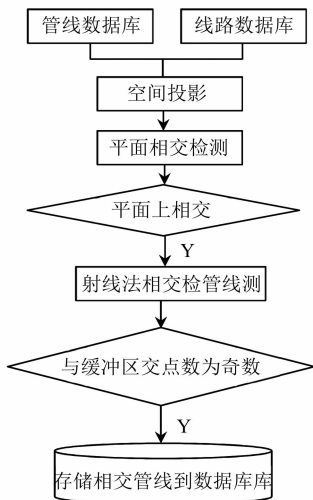 管线数据库
线路数据库
空间投影
平面相交检测
平面上相交
Y
射线法相交检管线测
与缓冲区交点数为奇数
Y
存储相交管线到数据库库